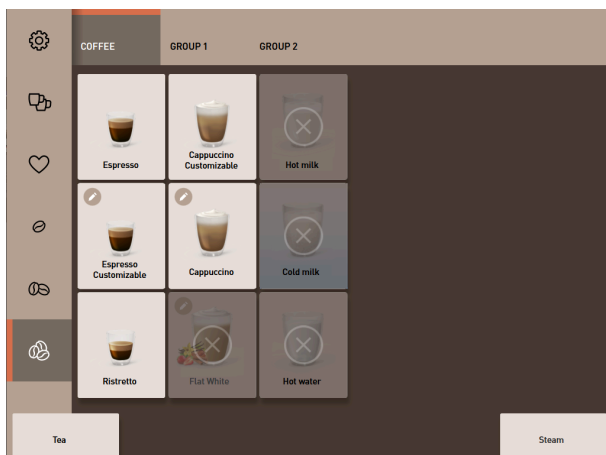 COFFEE
GROUP 1
GROUP 2
Espresso
Cappuccino
Customizable
Hot milk
Espresso
Customizable
Cappuccino
Cold milk
Ristretto
Flat White
Hot water
Tea
Steam